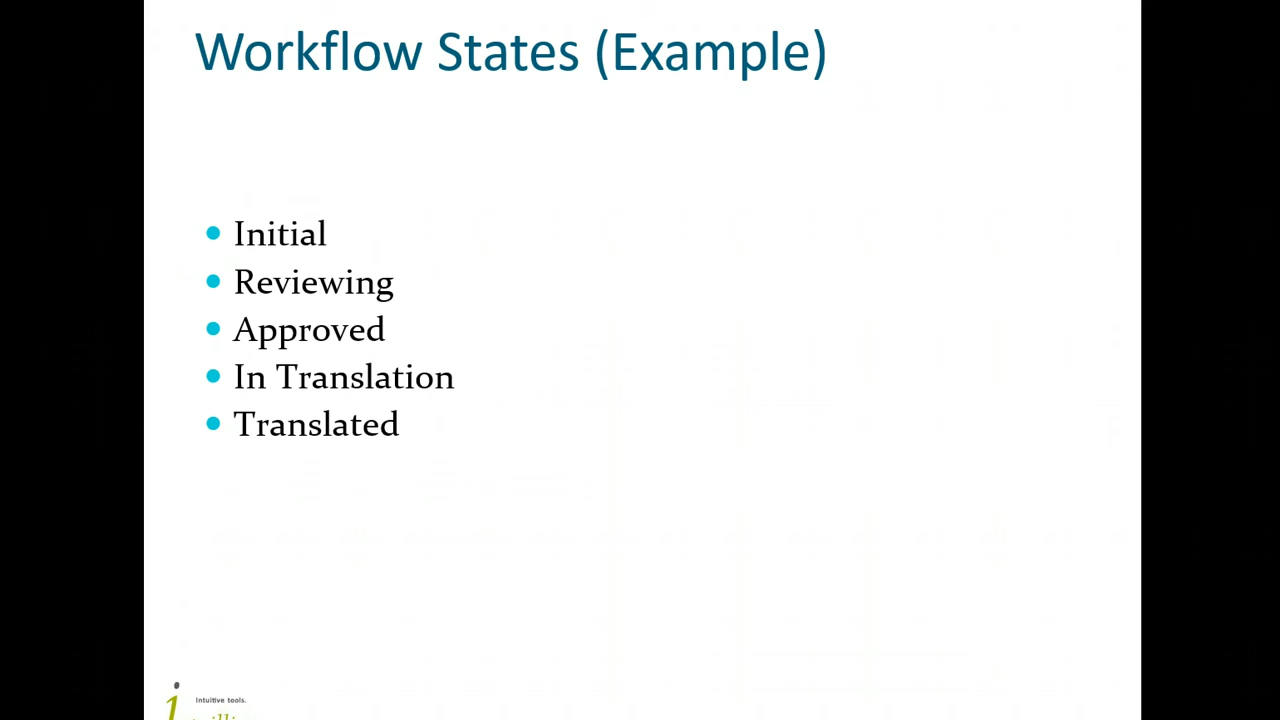 Workflow States (Example)
• Initial
• Reviewing
• Approved
• In Translation
• Translated
Intuitive tools.